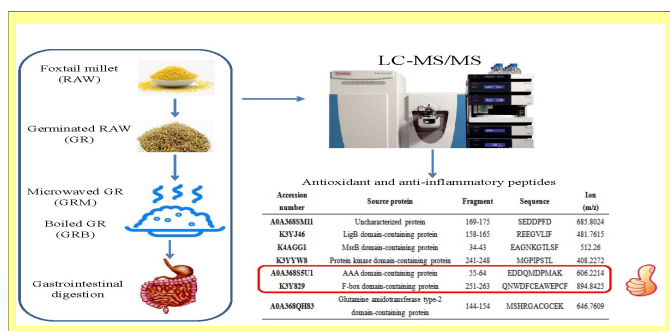 Foxtail millet
(RAW)
Germinated RAW
(GR)
Microwaved GR
(GRM)
Boiled GR
(GRB)
Gastrointestinal
digestion
LC-MS/MS
Antioxidant and anti-inflammatory peptides
Accession number Source protein Fragment Sequence Ion (m/z)
A0A368SMI1 Uncharacterized protein 169-175 SEDDPFD 685.8024
K3YJ46 LigB domain-containing protein 158-165 REEGVLIF 481.7615
K4AGG1 MsrB domain-containing protein 34-43 EAGNKGTLSF 512.26
K3YYW8 Protein kinase domain-containing protein 241-248 MGPIPSTL 408.2272
A0A368S5U1 AAA domain-containing protein 55-64 EDDQMDPMAK 606.2214
K3Y829 F-box domain-containing protein 251-263 QNWDFCEAWEPCF 894.8425
A0A368QH83 Glutamine amidotransferase type-2 domain-containing protein 144-154 MSHRGACGCEK 646.7609